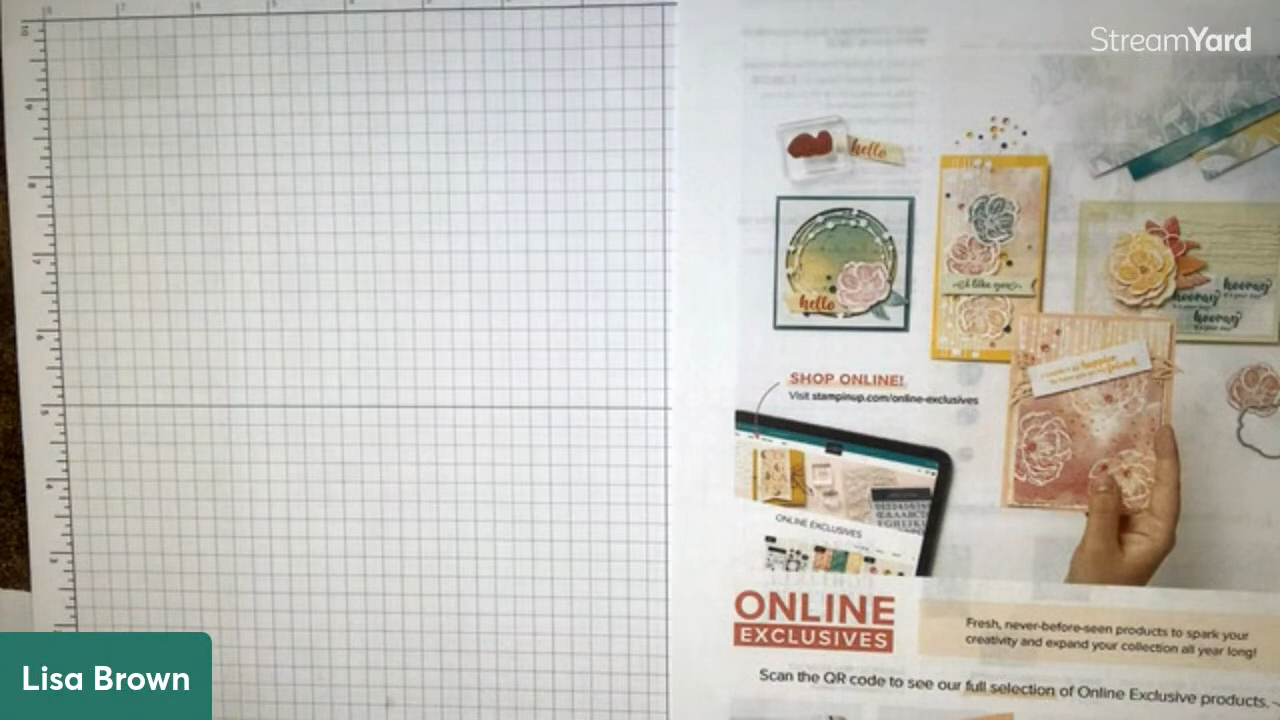 StreamYard
hello
hello
I like you
hooray
hooray
hooray
SHOP ONLINE!
Visit stampinup.com/online-exclusives
ONLINE EXCLUSIVES
ONLINE
EXCLUSIVES
Fresh, never-before-seen products to spark your
creativity and expand your collection all year long!
Scan the QR code to see our full selection of Online Exclusive products.
Lisa Brown